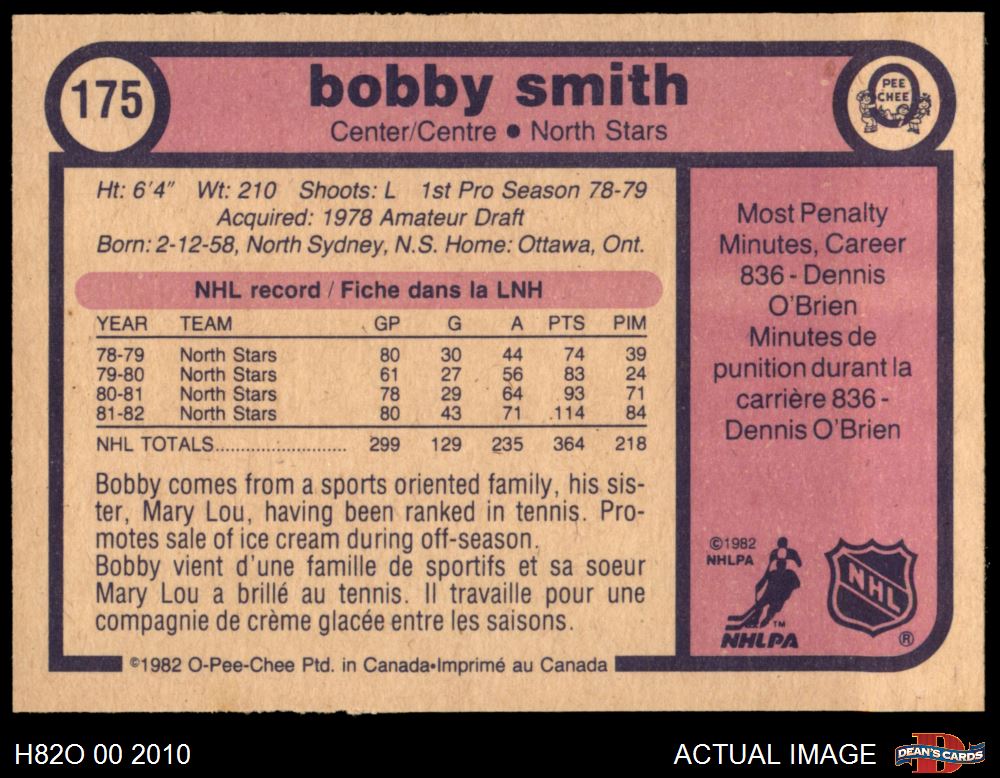 175
bobby smith
Center/Centre ● North Stars
O PEE CHEE
Ht: 6'4" Wt: 210 Shoots: L 1st Pro Season 78-79
Acquired: 1978 Amateur Draft
Born: 2-12-58, North Sydney, N.S. Home: Ottawa, Ont.
NHL record / Fiche dans la LNH
YEAR TEAM GP G A PTS PIM
78-79 North Stars 80 30 44 74 39
79-80 North Stars 61 27 56 83 24
80-81 North Stars 78 29 64 93 71
81-82 North Stars 80 43 71 .114 84
NHL TOTALS.......................... 299 129 235 364 218
Bobby comes from a sports oriented family, his sis-
ter, Mary Lou, having been ranked in tennis. Pro-
motes sale of ice cream during off-season.
Bobby vient d'une famille de sportifs et sa soeur
Mary Lou a brillé au tennis. Il travaille pour une
compagnie de crème glacée entre les saisons.
©1982 O-Pee-Chee Ptd. in Canada•Imprimé au Canada
Most Penalty
Minutes, Career
836 - Dennis
O'Brien
Minutes de
punition durant la
carrière 836 -
Dennis O'Brien
©1982
NHLPA
TM
NHLPA
NHL
®
H82O 00 2010
ACTUAL IMAGE
D
DEAN'S CARDS